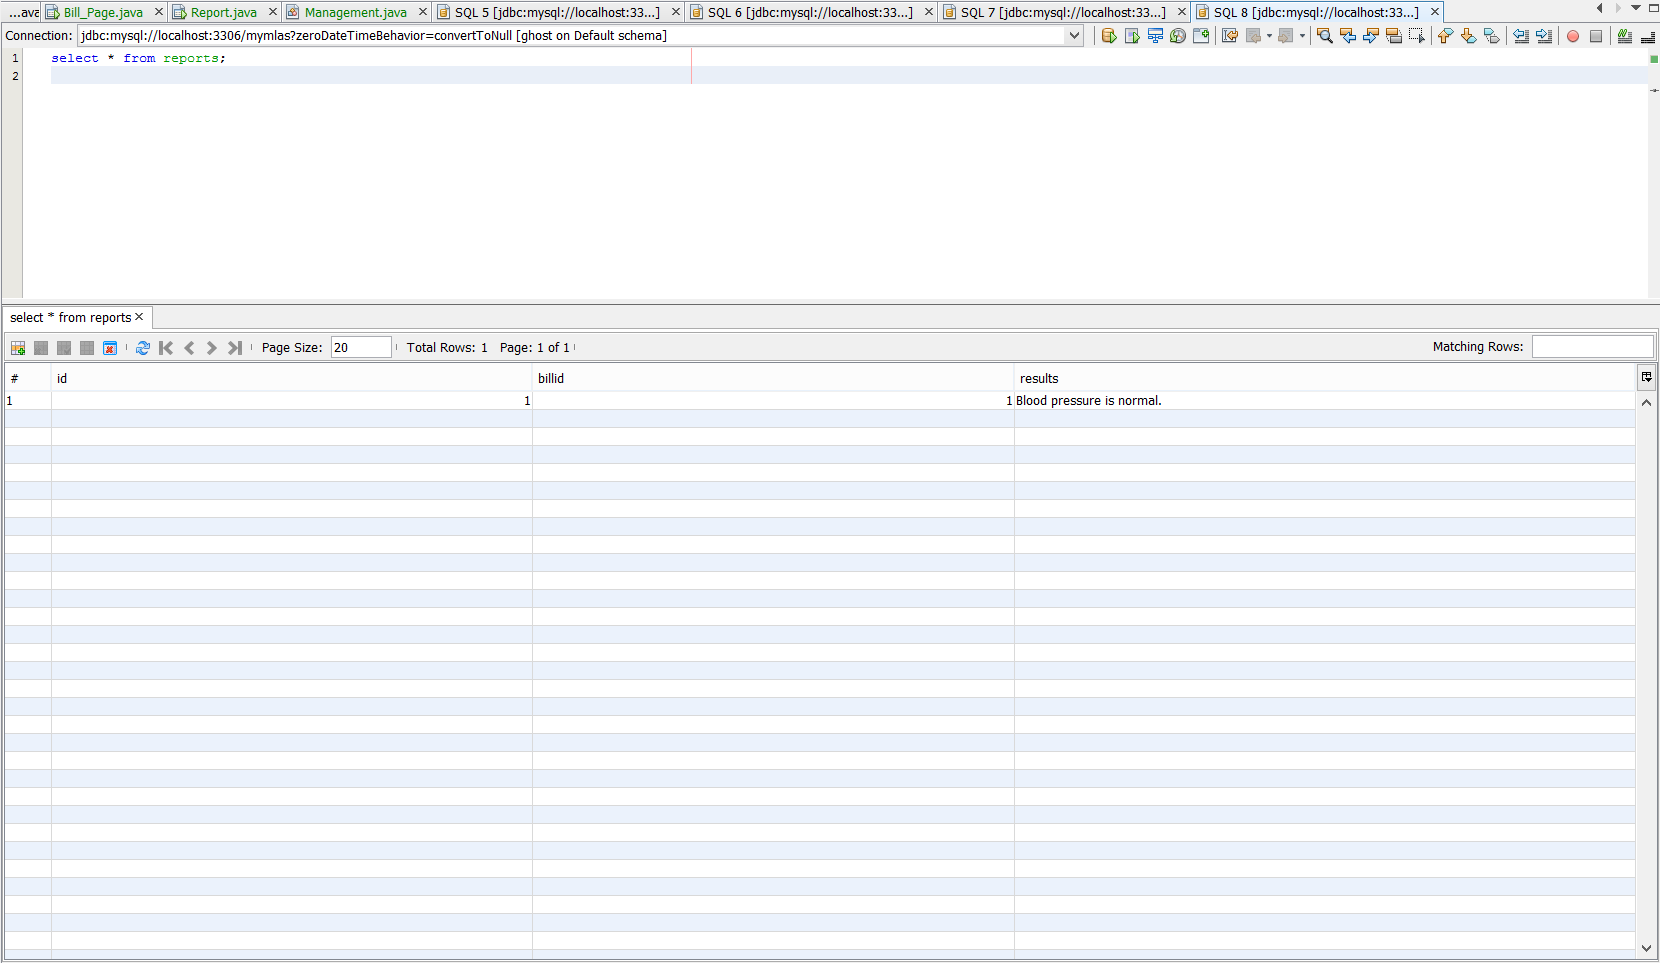 ...ava Bill_Page.java Report.java Management.java SQL 5 [jdbc:mysql://localhost:33...] SQL 6 [jdbc:mysql://localhost:33...] SQL 7 [jdbc:mysql://localhost:33...] SQL 8 [jdbc:mysql://localhost:33...]
Connection: jdbc:mysql://localhost:3306/mymlas?zeroDateTimeBehavior=convertToNull [ghost on Default schema]
1 select * from reports;
2
select * from reports
Page Size: 20 Total Rows: 1 Page: 1 of 1 Matching Rows:
# id billid results
1 1 1 Blood pressure is normal.